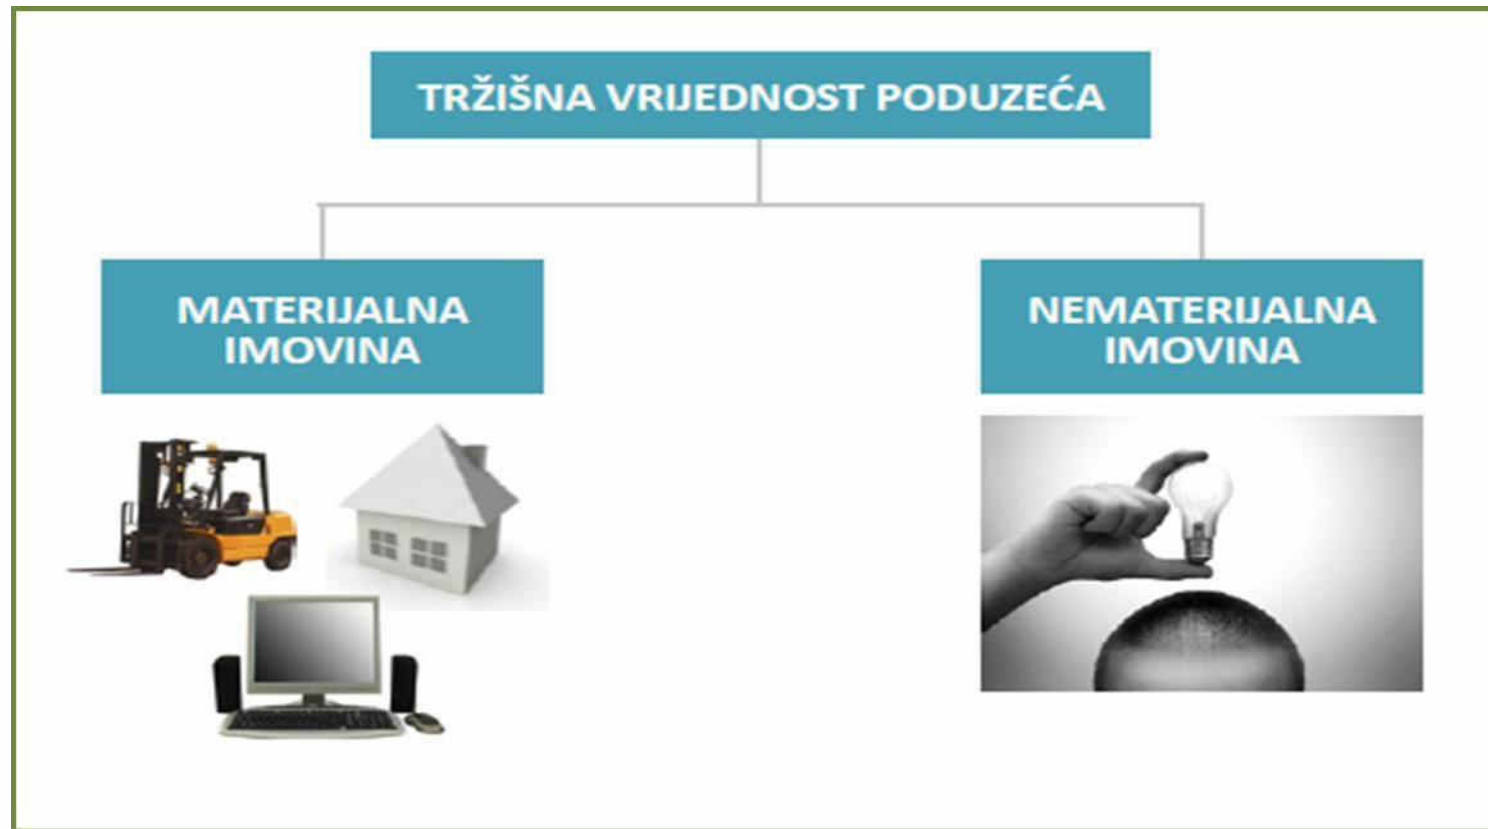 TRŽIŠNA VRIJEDNOST PODUZEĆA
MATERIJALNA
IMOVINA
NEMATERIJALNA
IMOVINA